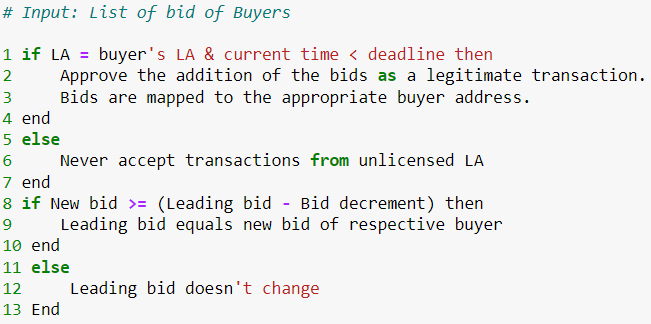 # Input: List of bid of Buyers
1 if LA = buyer's LA & current time < deadline then
2 Approve the addition of the bids as a legitimate transaction.
3 Bids are mapped to the appropriate buyer address.
4 end
5 else
6 Never accept transactions from unlicensed LA
7 end
8 if New bid >= (Leading bid - Bid decrement) then
9 Leading bid equals new bid of respective buyer
10 end
11 else
12 Leading bid doesn't change
13 End